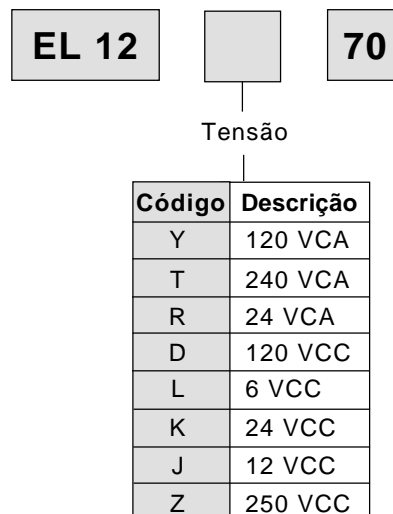 EL 12 70
Tensão
Código Descrição
Y 120 VCA
T 240 VCA
R 24 VCA
D 120 VCC
L 6 VCC
K 24 VCC
J 12 VCC
Z 250 VCC